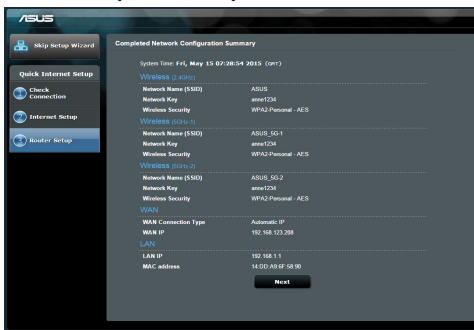 ASUS
Skip Setup Wizard
Quick Internet Setup
1 Check Connection
2 Internet Setup
3 Router Setup
Completed Network Configuration Summary
System Time: Fri, May 15 07:28:54 2015 (GMT)
Wireless (2.4GHz)
Network Name (SSID) ASUS
Network Key anne1234
Wireless Security WPA2-Personal - AES
Wireless (5GHz-1)
Network Name (SSID) ASUS_5G-1
Network Key anne1234
Wireless Security WPA2-Personal - AES
Wireless (5GHz-2)
Network Name (SSID) ASUS_5G-2
Network Key anne1234
Wireless Security WPA2-Personal - AES
WAN
WAN Connection Type Automatic IP
WAN IP 192.168.123.208
LAN
LAN IP 192.168.1.1
MAC address 14:DD:A9:6F:58:90
Next